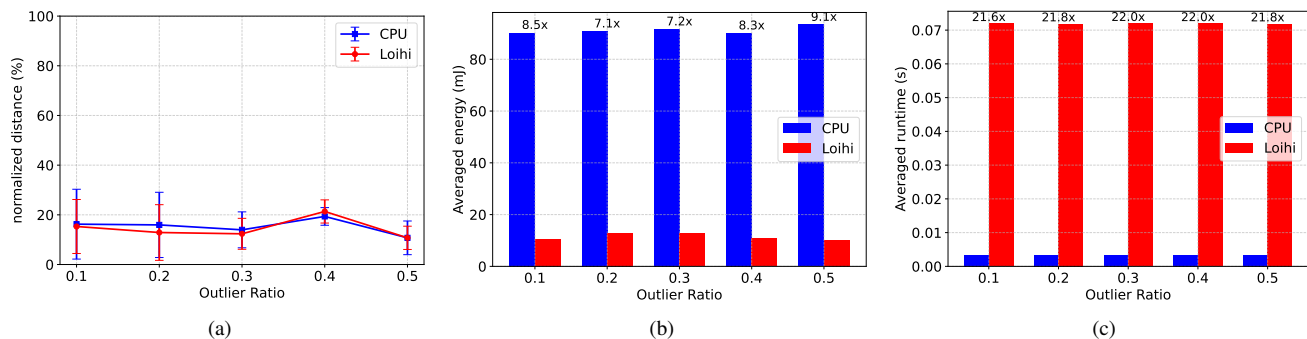 100
80
60
40
20
0
normalized distance (%)
CPU
Loihi
0.1 0.2 0.3 0.4 0.5
Outlier Ratio
(a)
8.5x 7.1x 7.2x 8.3x 9.1x
80
60
40
20
0
Averaged energy (mJ)
CPU
Loihi
0.1 0.2 0.3 0.4 0.5
Outlier Ratio
(b)
21.6x 21.8x 22.0x 22.0x 21.8x
0.07
0.06
0.05
0.04
0.03
0.02
0.01
0.00
Averaged runtime (s)
CPU
Loihi
0.1 0.2 0.3 0.4 0.5
Outlier Ratio
(c)